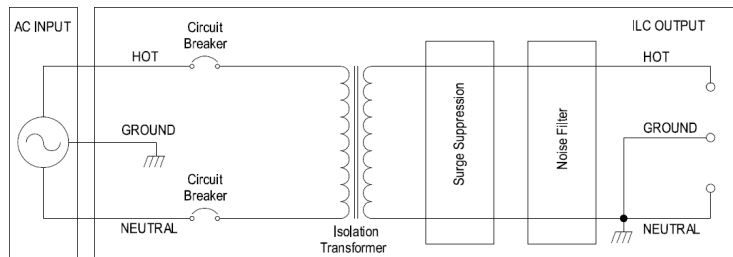 AC INPUT
ILC OUTPUT
Circuit
Breaker
HOT
HOT
GROUND
GROUND
Surge Suppression
Noise Filter
Circuit
Breaker
NEUTRAL
NEUTRAL
Isolation
Transformer